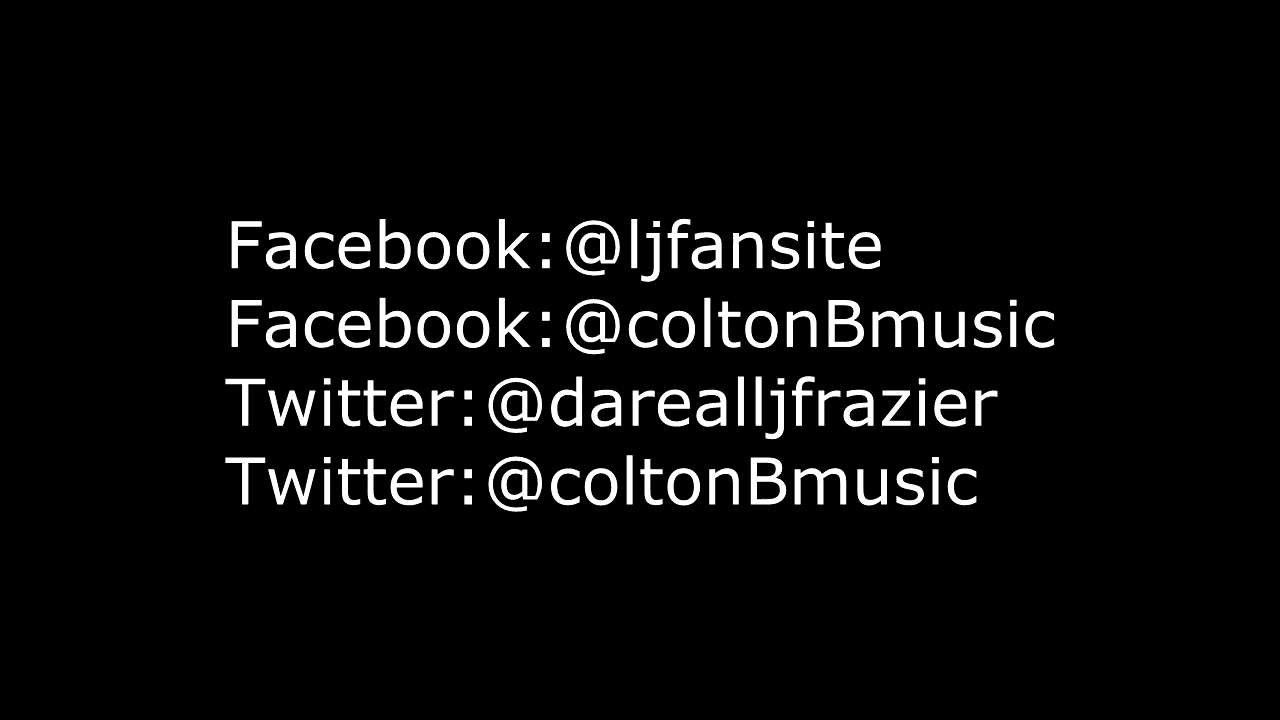 Facebook:@ljfansite
Facebook:@coltonBmusic
Twitter:@darealljfrazier
Twitter:@coltonBmusic